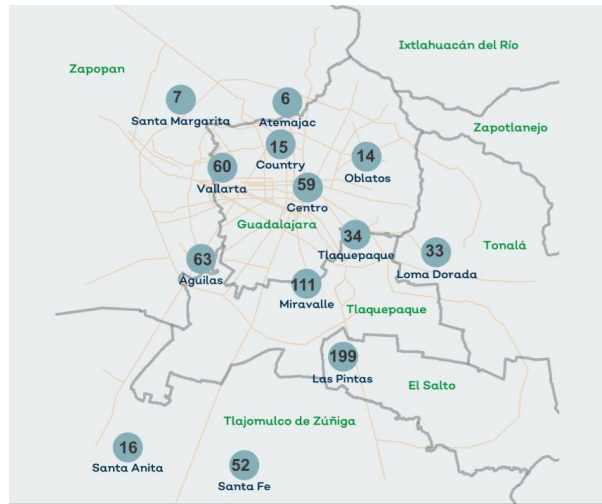 Ixtlahuacán del Río
Zapopan
7
Santa Margarita
6
Atemajac
Zapotlanejo
15
Country
14
Oblatos
60
Vallarta
59
Centro
Guadalajara
34
Tlaquepaque
33
Loma Dorada
Tonalá
63
Águilas
111
Miravalle
Tlaquepaque
199
Las Pintas
El Salto
Tlajomulco de Zúñiga
16
Santa Anita
52
Santa Fe